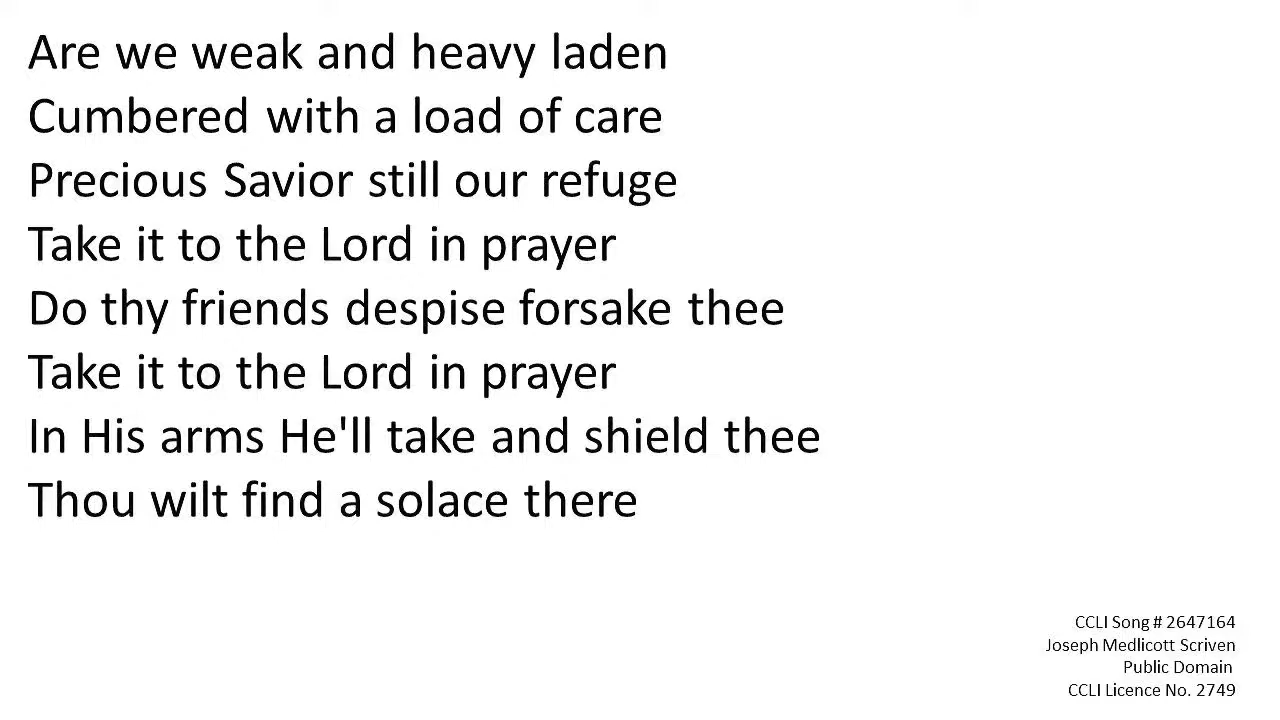 Are we weak and heavy laden
Cumbered with a load of care
Precious Savior still our refuge
Take it to the Lord in prayer
Do thy friends despise forsake thee
Take it to the Lord in prayer
In His arms He'll take and shield thee
Thou wilt find a solace there
CCLI Song # 2647164
Joseph Medlicott Scriven
Public Domain
CCLI Licence No. 2749